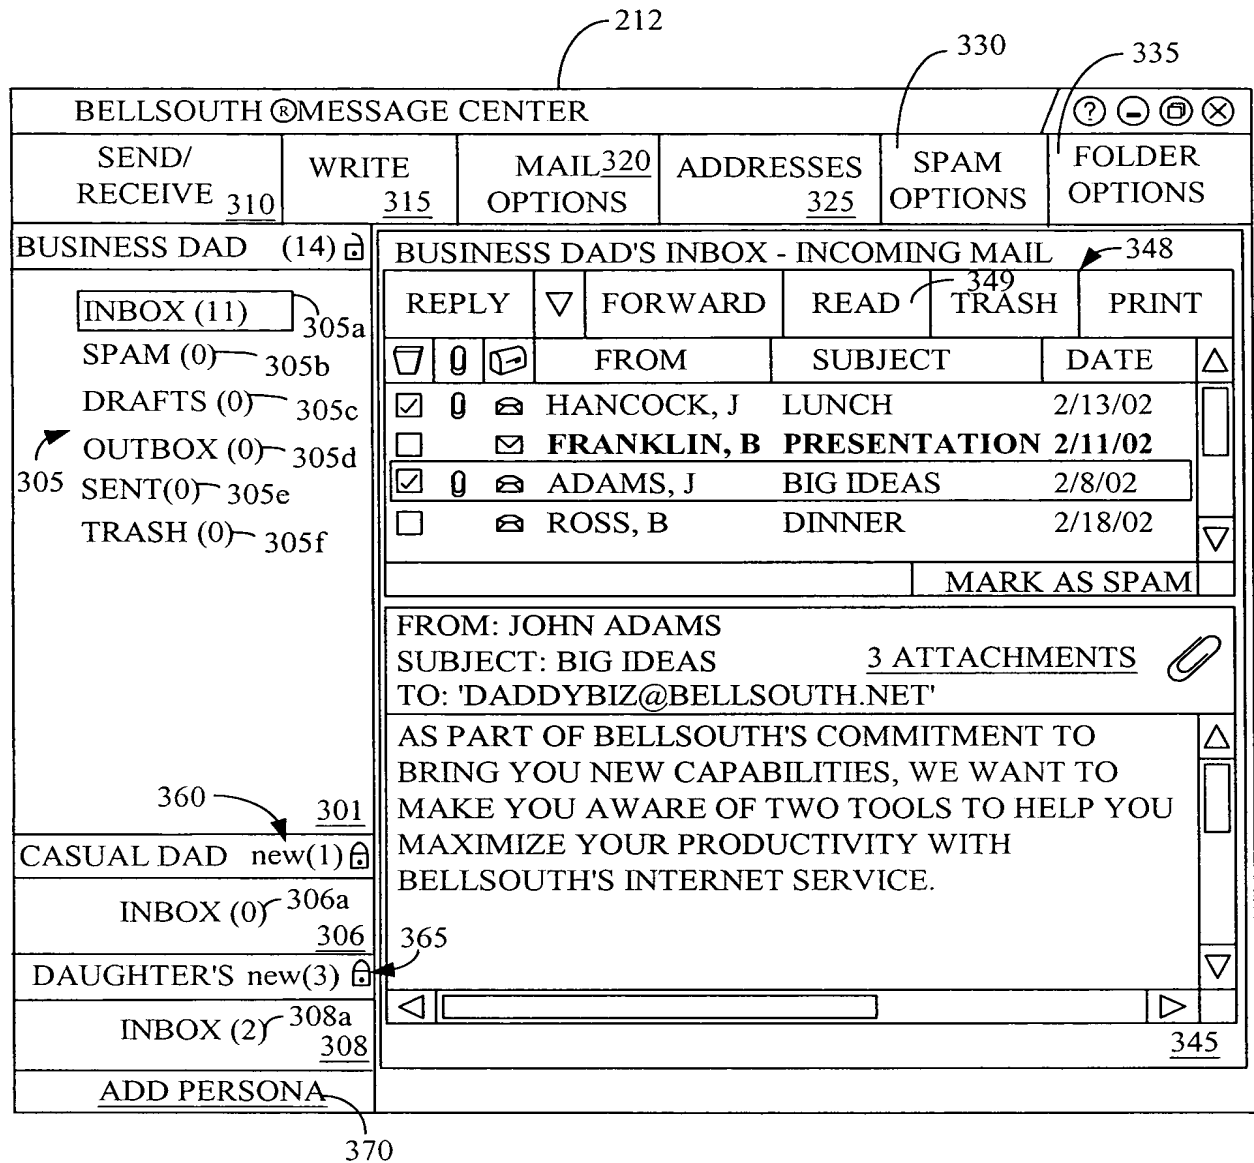 212
330
335
BELLSOUTH ®MESSAGE CENTER
?
SEND/
RECEIVE 310
WRITE
315
MAIL 320
OPTIONS
ADDRESSES
325
SPAM
OPTIONS
FOLDER
OPTIONS
BUSINESS DAD (14)
INBOX (11)
305a
SPAM (0)
305b
DRAFTS (0)
305c
OUTBOX (0)
305d
305
SENT(0)
305e
TRASH (0)
305f
301
360
CASUAL DAD new(1)
INBOX (0)
306a
306
DAUGHTER'S new(3)
365
INBOX (2)
308a
308
ADD PERSONA
370
BUSINESS DAD'S INBOX - INCOMING MAIL
348
REPLY FORWARD READ 349 TRASH PRINT
FROM SUBJECT DATE
HANCOCK, J LUNCH 2/13/02
FRANKLIN, B PRESENTATION 2/11/02
ADAMS, J BIG IDEAS 2/8/02
ROSS, B DINNER 2/18/02
MARK AS SPAM
FROM: JOHN ADAMS
SUBJECT: BIG IDEAS 3 ATTACHMENTS
TO: 'DADDYBIZ@BELLSOUTH.NET'
AS PART OF BELLSOUTH'S COMMITMENT TO
BRING YOU NEW CAPABILITIES, WE WANT TO
MAKE YOU AWARE OF TWO TOOLS TO HELP YOU
MAXIMIZE YOUR PRODUCTIVITY WITH
BELLSOUTH'S INTERNET SERVICE.
345